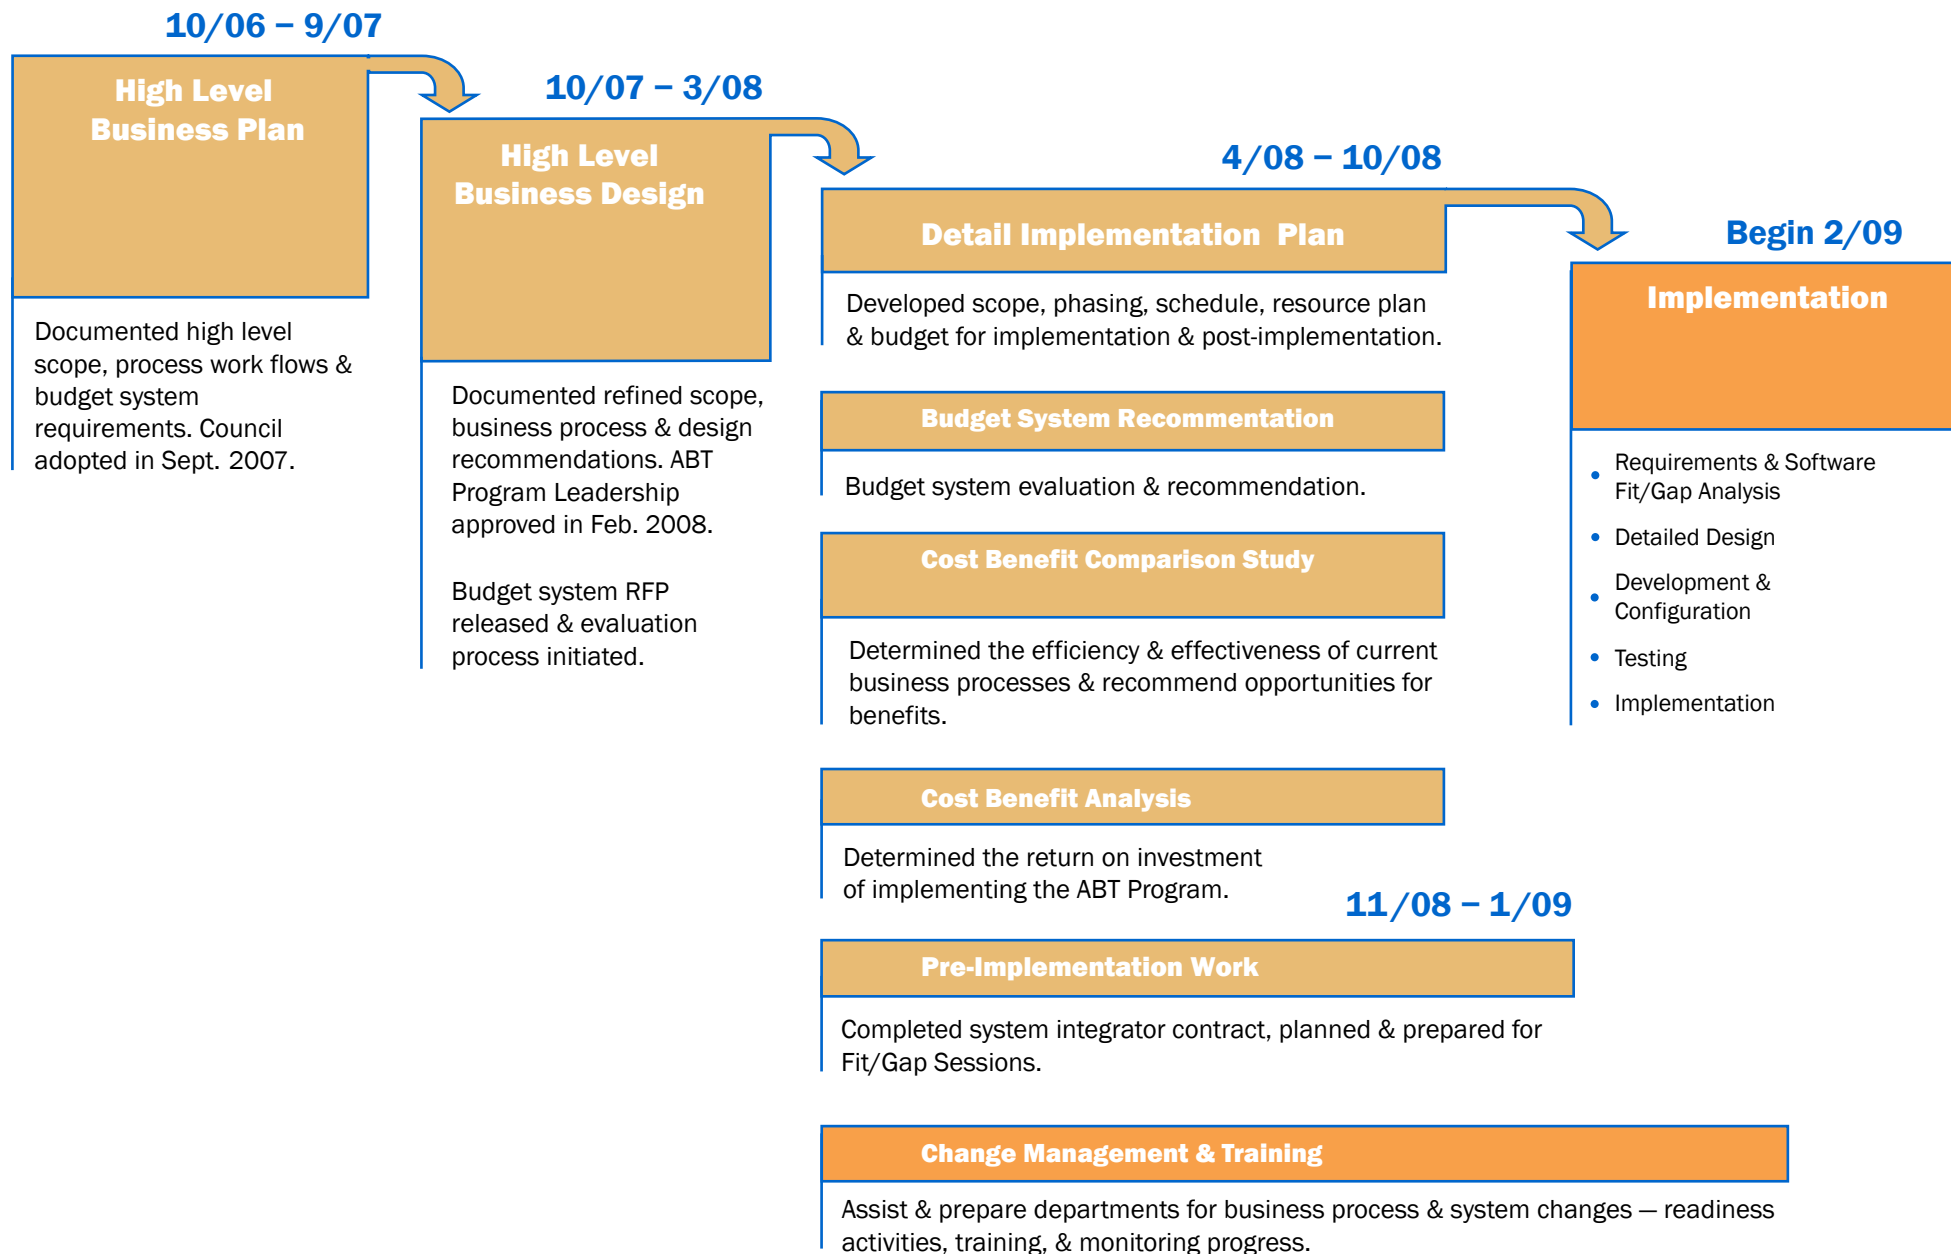 10/06 – 9/07
High Level
Business Plan
Documented high level
scope, process work flows &
budget system
requirements. Council
adopted in Sept. 2007.
10/07 – 3/08
High Level
Business Design
Documented refined scope,
business process & design
recommendations. ABT
Program Leadership
approved in Feb. 2008.
Budget system RFP
released & evaluation
process initiated.
4/08 – 10/08
Detail Implementation Plan
Developed scope, phasing, schedule, resource plan
& budget for implementation & post-implementation.
Budget System Recommentation
Budget system evaluation & recommendation.
Cost Benefit Comparison Study
Determined the efficiency & effectiveness of current
business processes & recommend opportunities for
benefits.
Cost Benefit Analysis
Determined the return on investment
of implementing the ABT Program.
11/08 – 1/09
Pre-Implementation Work
Completed system integrator contract, planned & prepared for
Fit/Gap Sessions.
Change Management & Training
Assist & prepare departments for business process & system changes — readiness
activities, training, & monitoring progress.
Begin 2/09
Implementation
• Requirements & Software
Fit/Gap Analysis
• Detailed Design
• Development &
Configuration
• Testing
• Implementation